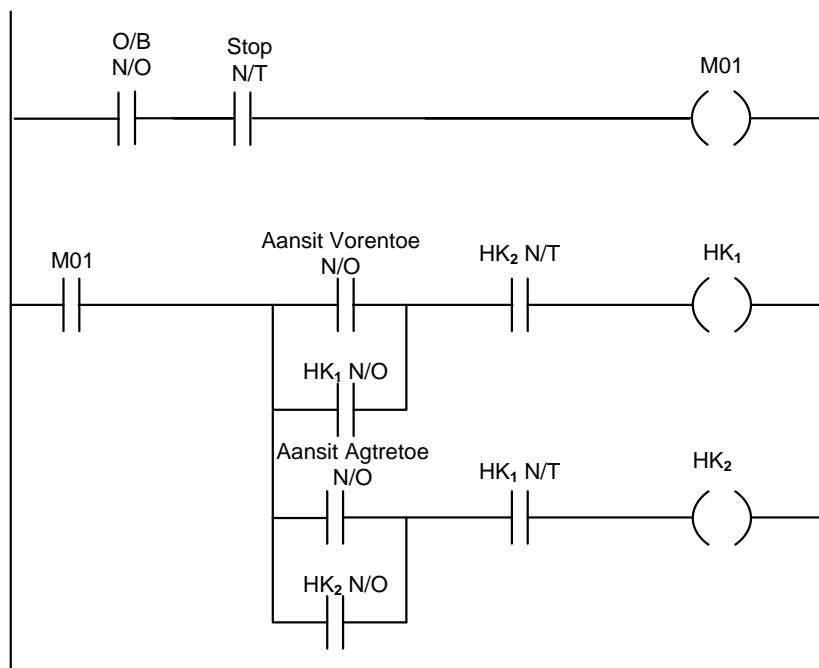 O/B
N/O
Stop
N/T
M01
M01
Aansit Vorentoe
N/O
HK₂ N/T
HK₁
HK₁ N/O
Aansit Agtretoe
N/O
HK₁ N/T
HK₂
HK₂ N/O